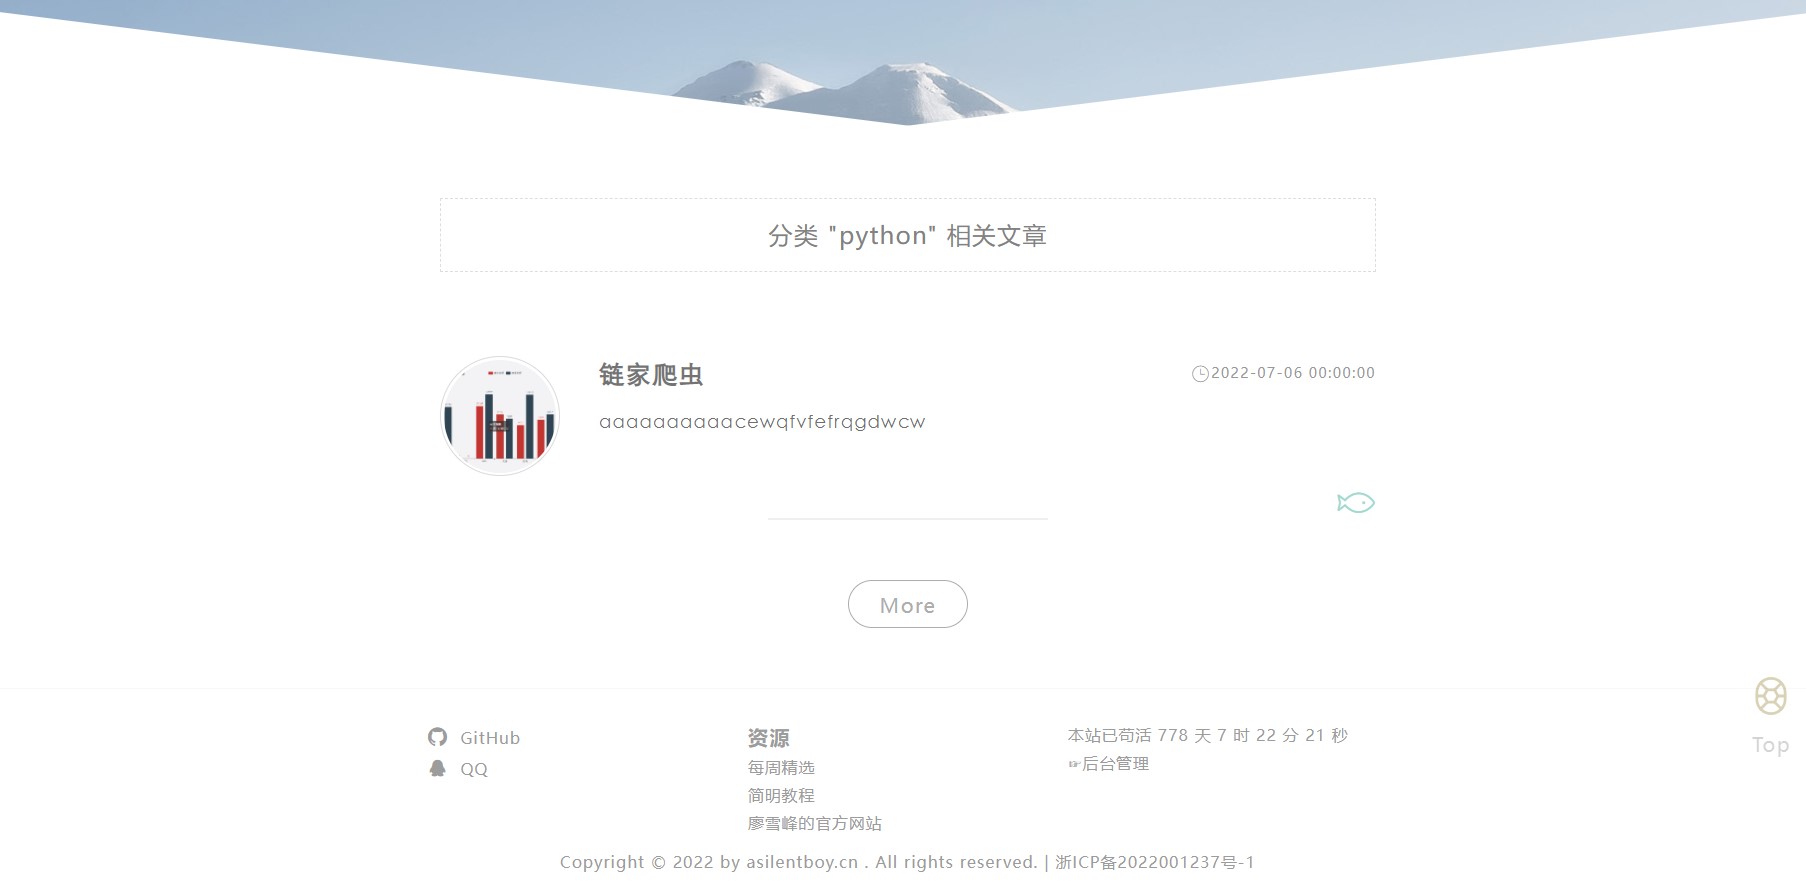 分类 "python" 相关文章
链家爬虫
2022-07-06 00:00:00
aaaaaaaaaacewqfvfefrqgdwcw
More
GitHub
QQ
资源
每周精选
简明教程
廖雪峰的官方网站
本站已苟活 778 天 7 时 22 分 21 秒
☞后台管理
Top
Copyright © 2022 by asilentboy.cn . All rights reserved. | 浙ICP备2022001237号-1